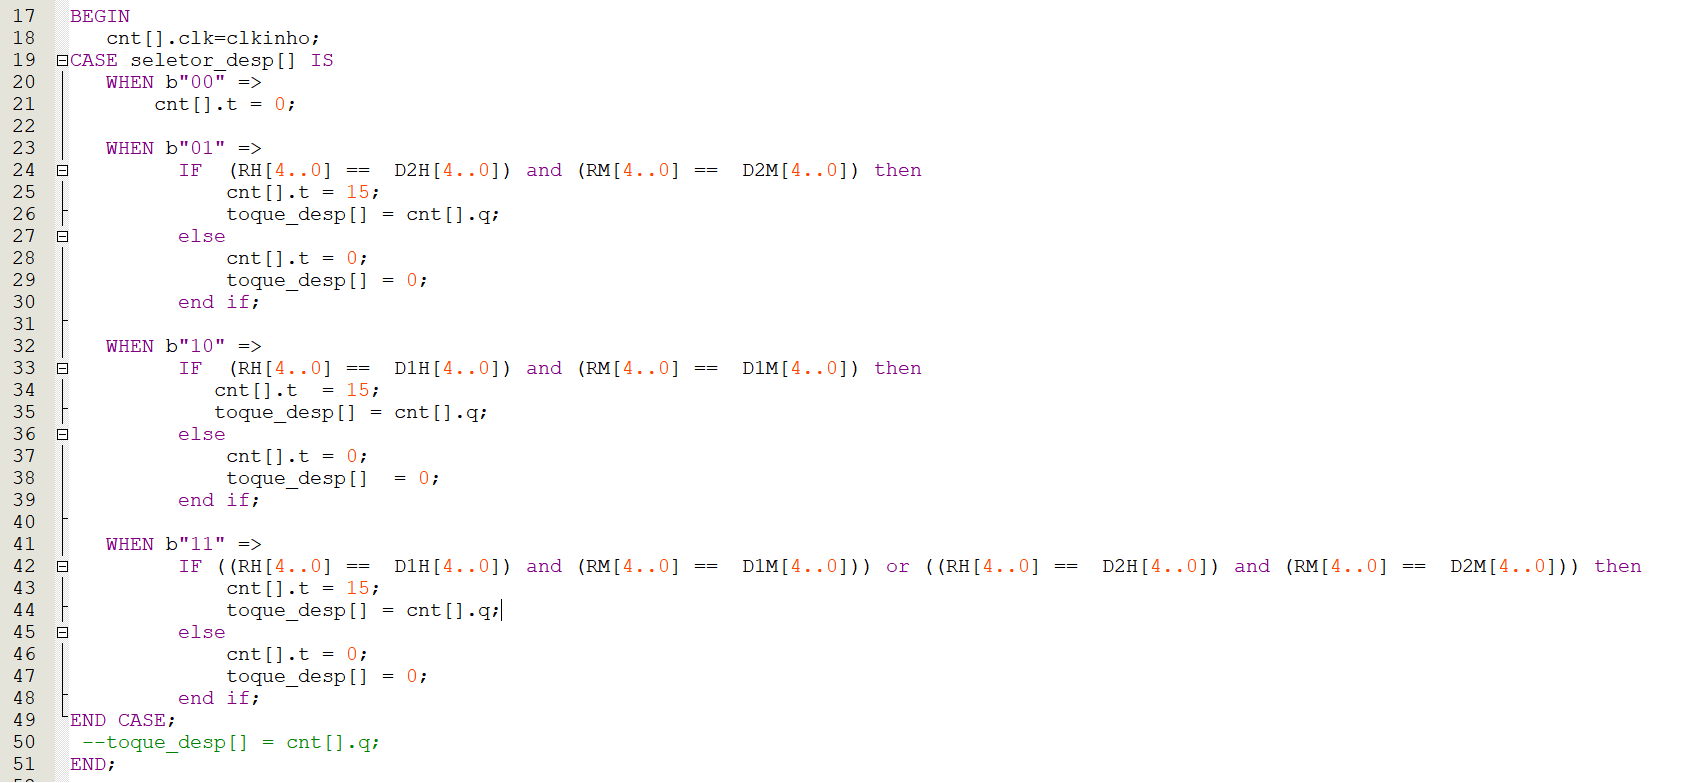 17 BEGIN
18 cnt[].clk=clkinho;
19 CASE seletor_desp[] IS
20 WHEN b"00" =>
21 cnt[].t = 0;
22
23 WHEN b"01" =>
24 IF (RH[4..0] == D2H[4..0]) and (RM[4..0] == D2M[4..0]) then
25 cnt[].t = 15;
26 toque_desp[] = cnt[].q;
27 else
28 cnt[].t = 0;
29 toque_desp[] = 0;
30 end if;
31
32 WHEN b"10" =>
33 IF (RH[4..0] == D1H[4..0]) and (RM[4..0] == D1M[4..0]) then
34 cnt[].t = 15;
35 toque_desp[] = cnt[].q;
36 else
37 cnt[].t = 0;
38 toque_desp[] = 0;
39 end if;
40
41 WHEN b"11" =>
42 IF ((RH[4..0] == D1H[4..0]) and (RM[4..0] == D1M[4..0])) or ((RH[4..0] == D2H[4..0]) and (RM[4..0] == D2M[4..0])) then
43 cnt[].t = 15;
44 toque_desp[] = cnt[].q;
45 else
46 cnt[].t = 0;
47 toque_desp[] = 0;
48 end if;
49 END CASE;
50 --toque_desp[] = cnt[].q;
51 END;